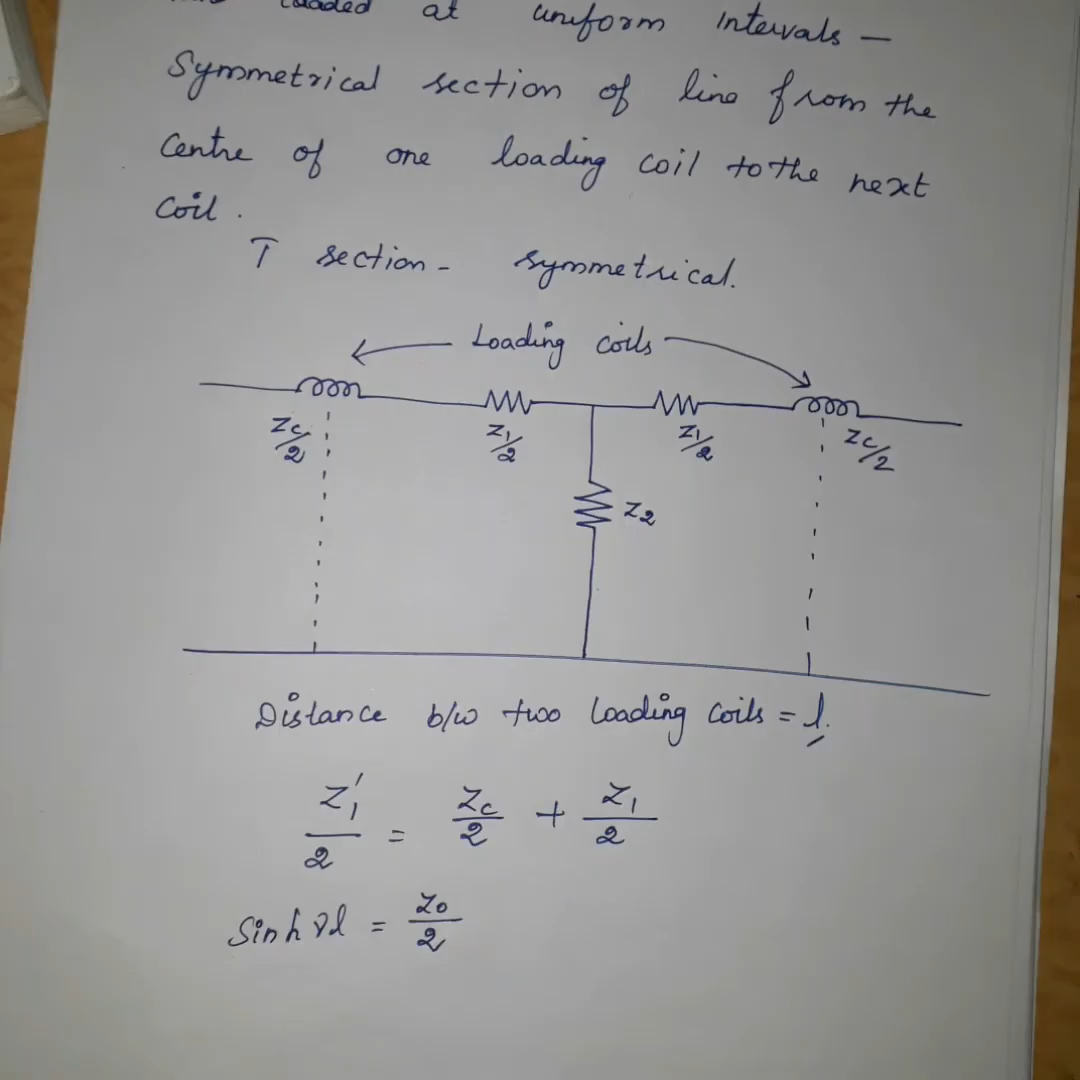 loaded at uniform intervals —
Symmetrical section of line from the
Centre of one loading coil to the next
Coil.
T section - symmetrical.
Loading coils
Zc/2 Z1/2 Z1/2 Zc/2
Z2
Distance b/w two loading coils = l.
Z1'/2 = Zc/2 + Z1/2
Sinh γl = Z0/2